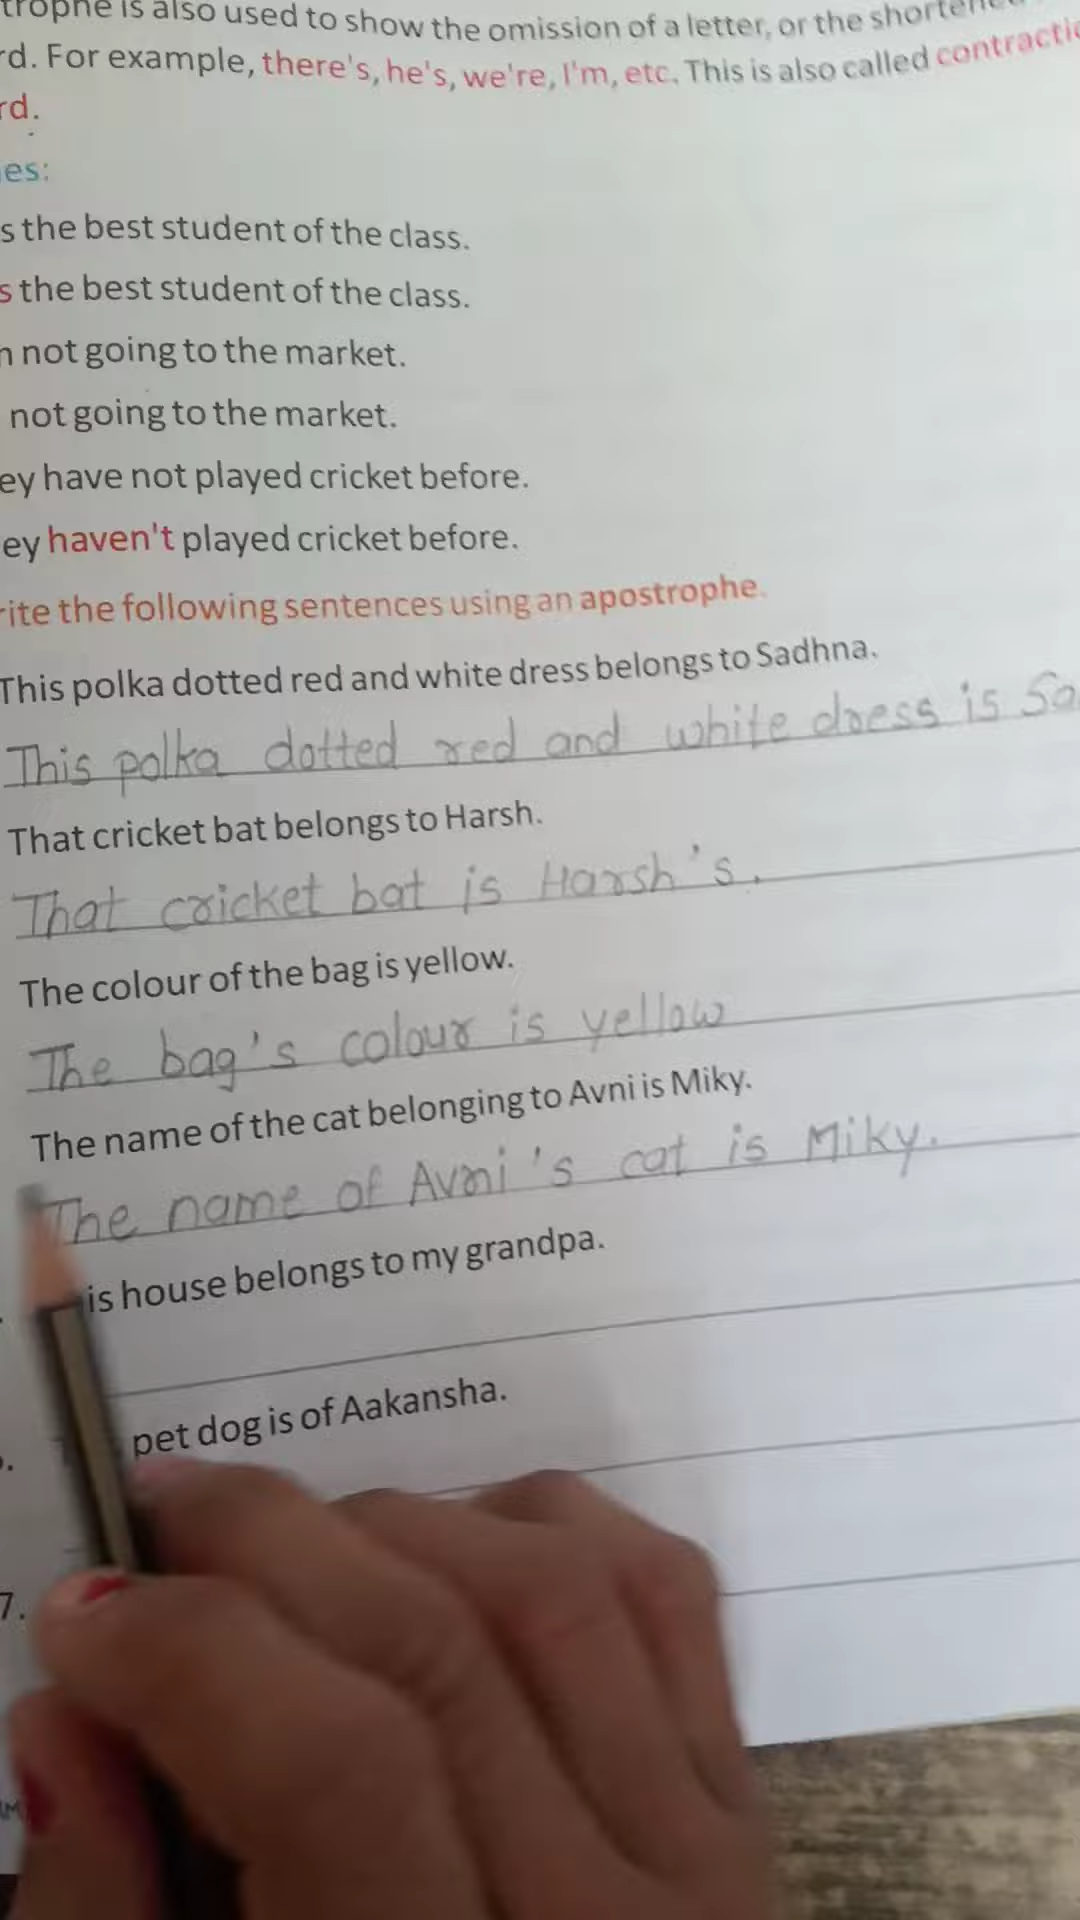 trophe is also used to show the omission of a letter, or the shortened
rd. For example, there's, he's, we're, I'm, etc. This is also called contractio
rd.
es:
s the best student of the class.
s the best student of the class.
not going to the market.
not going to the market.
ey have not played cricket before.
ey haven't played cricket before.
rite the following sentences using an apostrophe.
This polka dotted red and white dress belongs to Sadhna.
This polka dotted red and white dress is Sa
That cricket bat belongs to Harsh.
That cricket bat is Harsh's.
The colour of the bag is yellow.
The bag's colour is yellow
The name of the cat belonging to Avni is Miky.
The name of Avni's cat is Miky.
is house belongs to my grandpa.
pet dog is of Aakansha.
7.